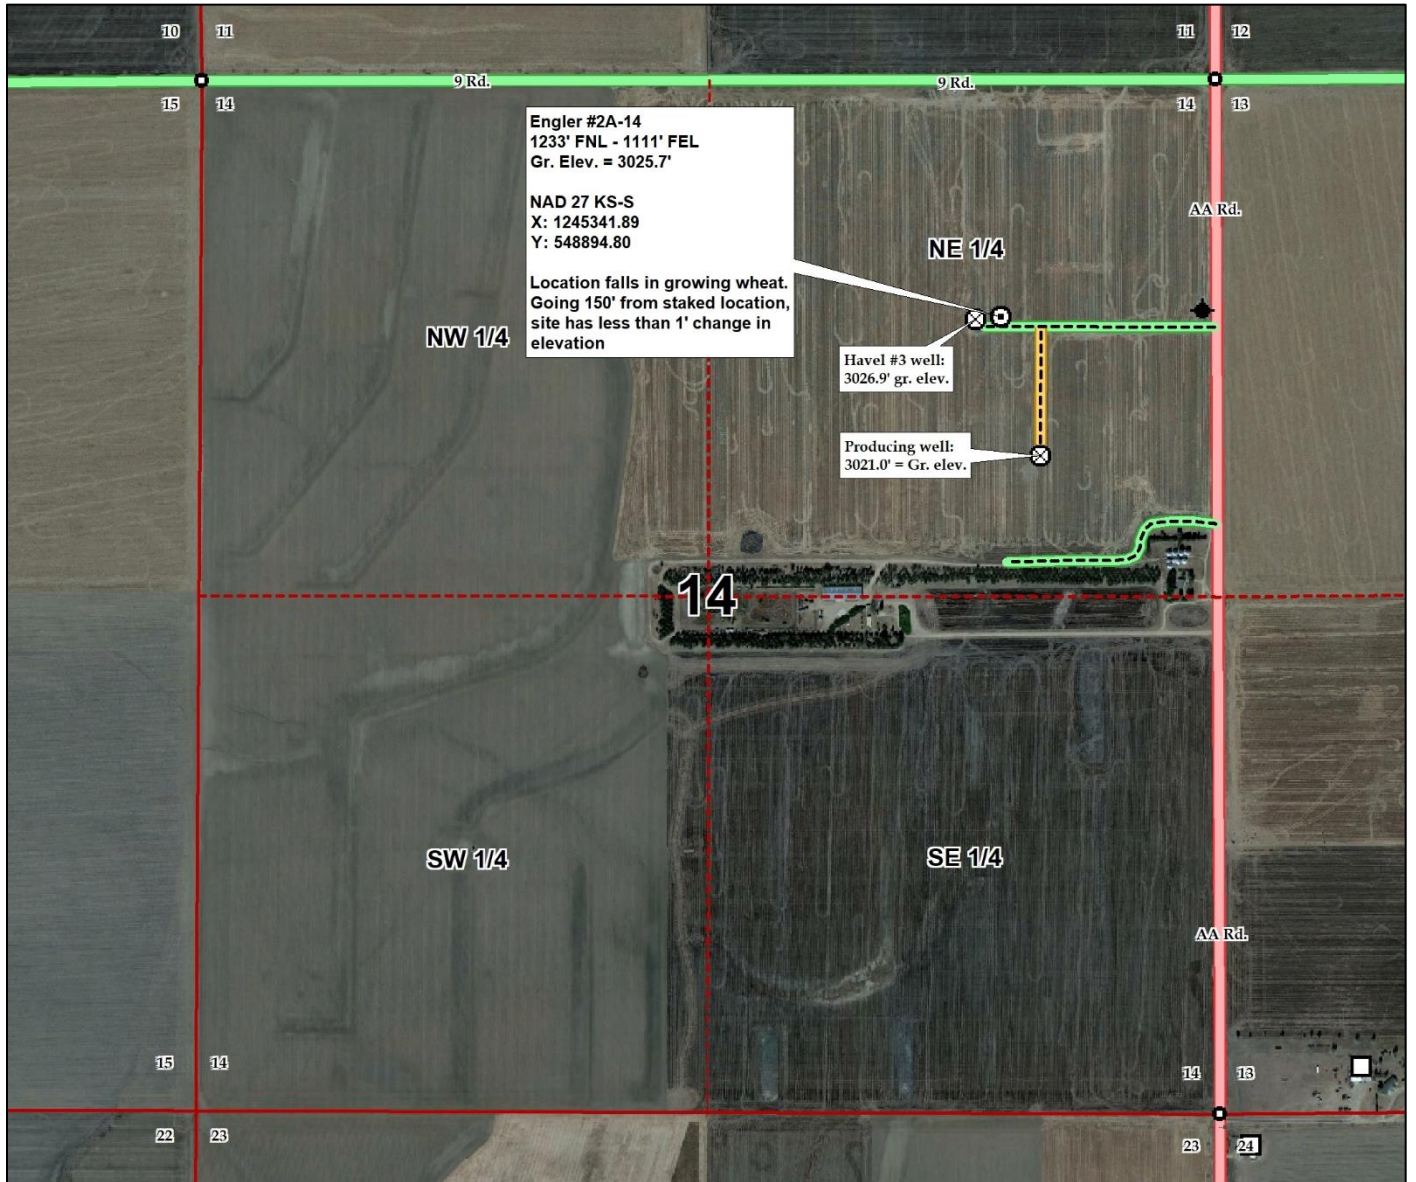 10
11
11
12
9 Rd.
9 Rd.
15
14
14
13
Engler #2A-14
1233' FNL - 1111' FEL
Gr. Elev. = 3025.7'
NAD 27 KS-S
X: 1245341.89
Y: 548894.80
Location falls in growing wheat.
Going 150' from staked location,
site has less than 1' change in
elevation
AA Rd.
NE 1/4
NW 1/4
Havel #3 well:
3026.9' gr. elev.
Producing well:
3021.0' = Gr. elev.
14
SW 1/4
SE 1/4
AA Rd.
15
14
14
13
22
23
23
24